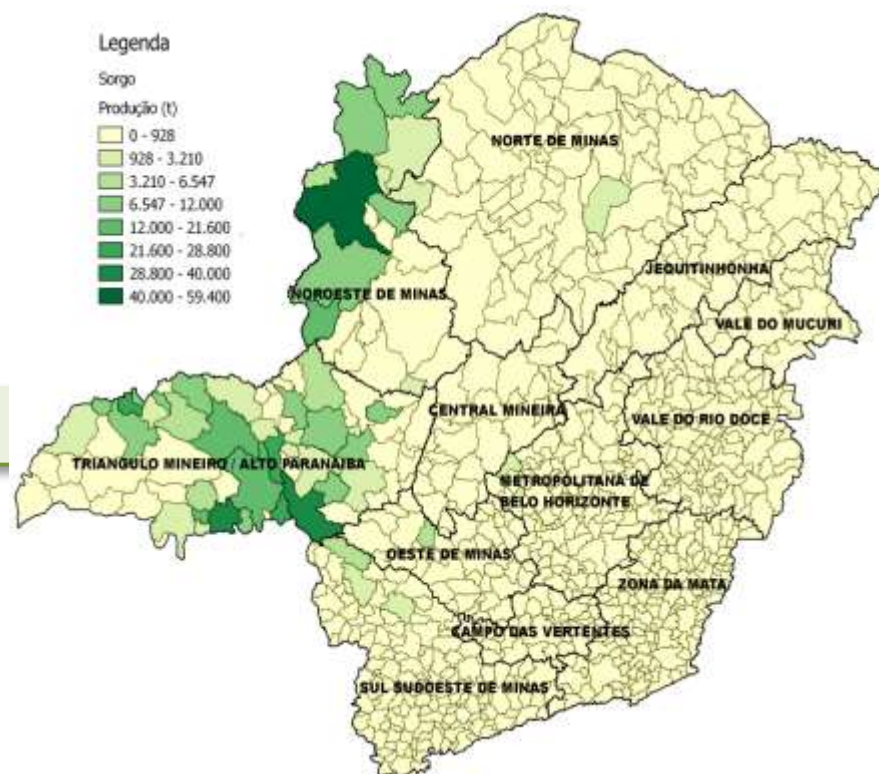 Legenda
Sorgo
Produção (t)
0 - 928
928 - 3.210
3.210 - 6.547
6.547 - 12.000
12.000 - 21.600
21.600 - 28.800
28.800 - 40.000
40.000 - 59.400
NORTE DE MINAS
JEQUITINHONHA
NOROESTE DE MINAS
VALE DO MUCURI
CENTRAL MINEIRA
VALE DO RIO DOCE
TRIANGULO MINEIRO / ALTO PARANAIBA
METROPOLITANA DE
BELO HORIZONTE
OESTE DE MINAS
ZONA DA MATA
CAMPO DAS VERTENTES
SUL SUDOESTE DE MINAS